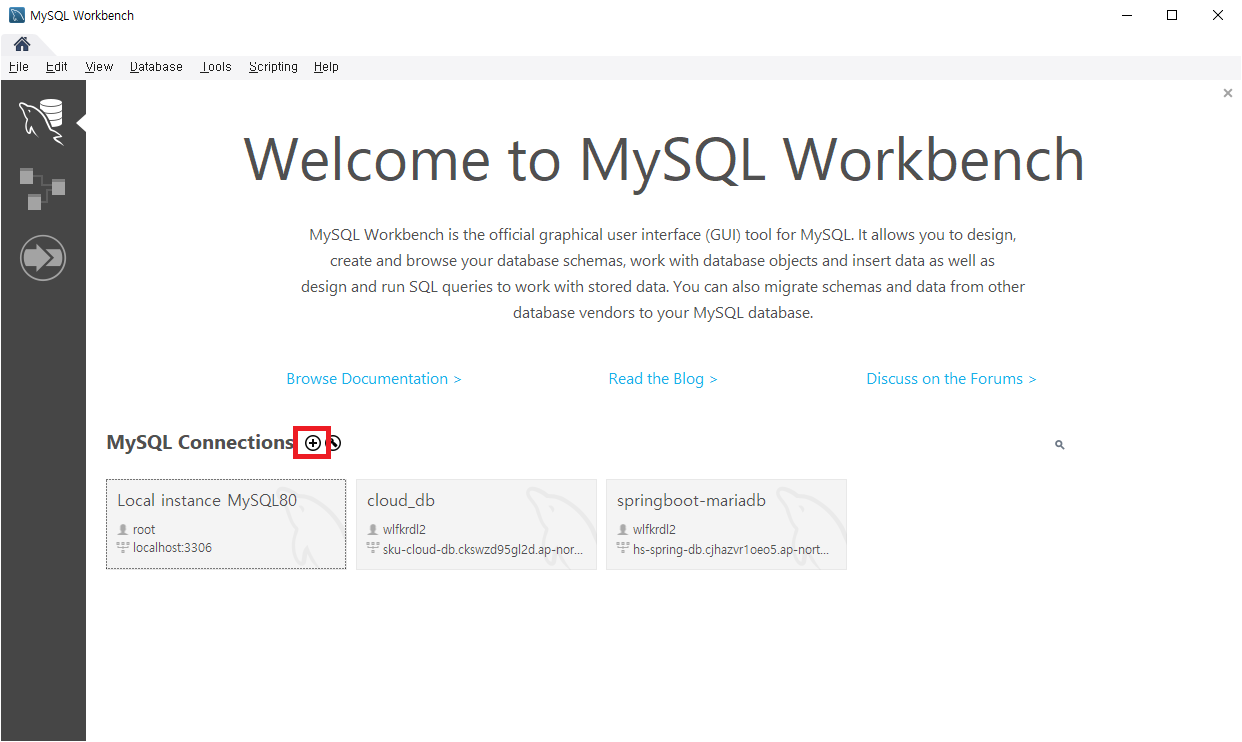 MySQL Workbench
File Edit View Database Tools Scripting Help
Welcome to MySQL Workbench
MySQL Workbench is the official graphical user interface (GUI) tool for MySQL. It allows you to design,
create and browse your database schemas, work with database objects and insert data as well as
design and run SQL queries to work with stored data. You can also migrate schemas and data from other
database vendors to your MySQL database.
Browse Documentation > Read the Blog > Discuss on the Forums >
MySQL Connections
Local instance MySQL80
root
localhost:3306
cloud_db
wlfkrdl2
sku-cloud-db.ckswzd95gl2d.ap-nor...
springboot-mariadb
wlfkrdl2
hs-spring-db.cjhazvr1oeo5.ap-nort...